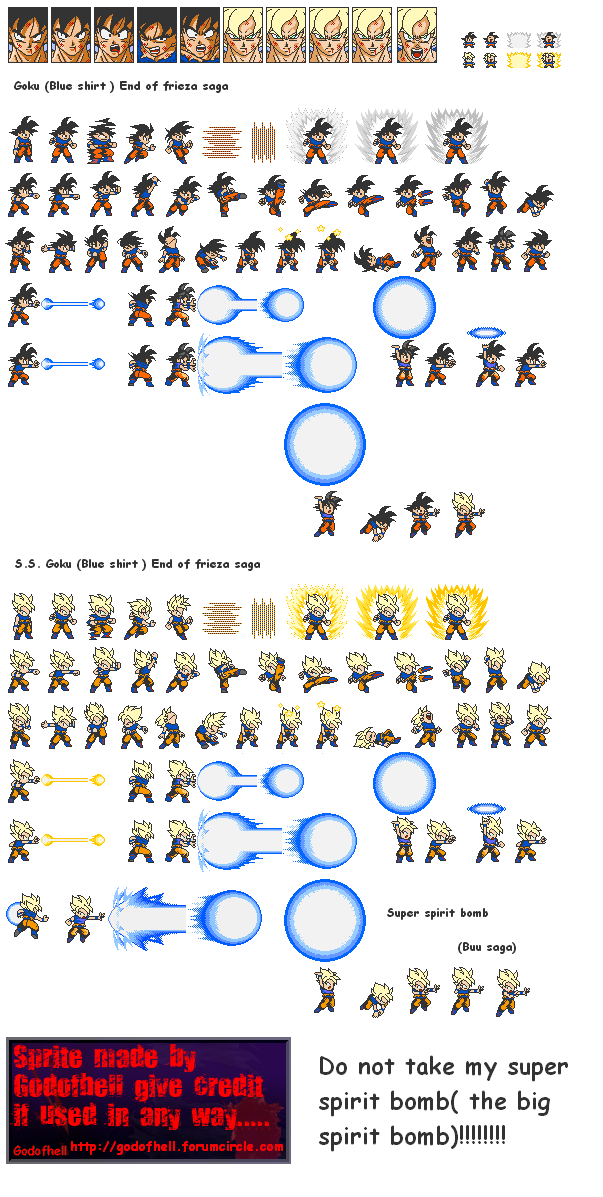 Goku (Blue shirt ) End of frieza saga
S.S. Goku (Blue shirt ) End of frieza saga
Super spirit bomb
(Buu saga)
Sprite made by
Godofhell give credit
if used in any way.....
Godofhell http://godofhell.forumcircle.com
Do not take my super
spirit bomb( the big
spirit bomb)!!!!!!!!